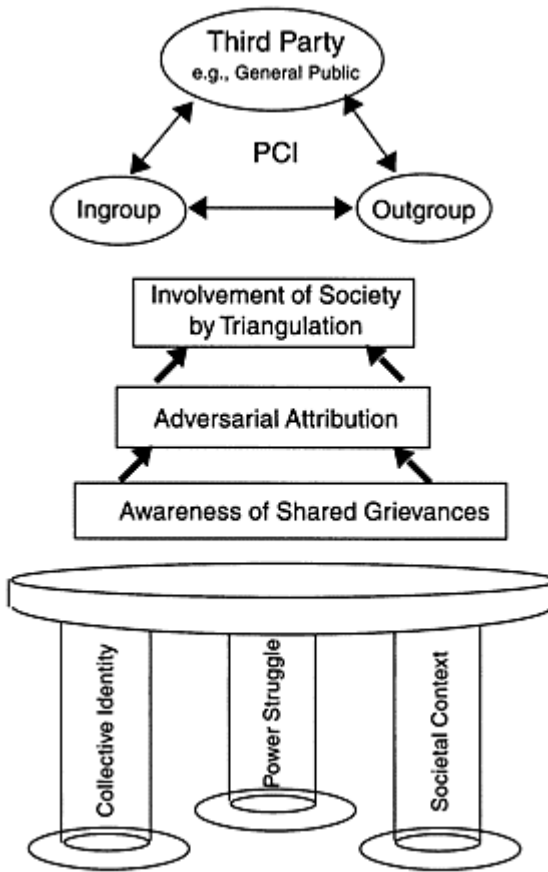 Third Party
e.g., General Public
PCI
Ingroup
Outgroup
Involvement of Society
by Triangulation
Adversarial Attribution
Awareness of Shared Grievances
Collective Identity
Power Struggle
Societal Context